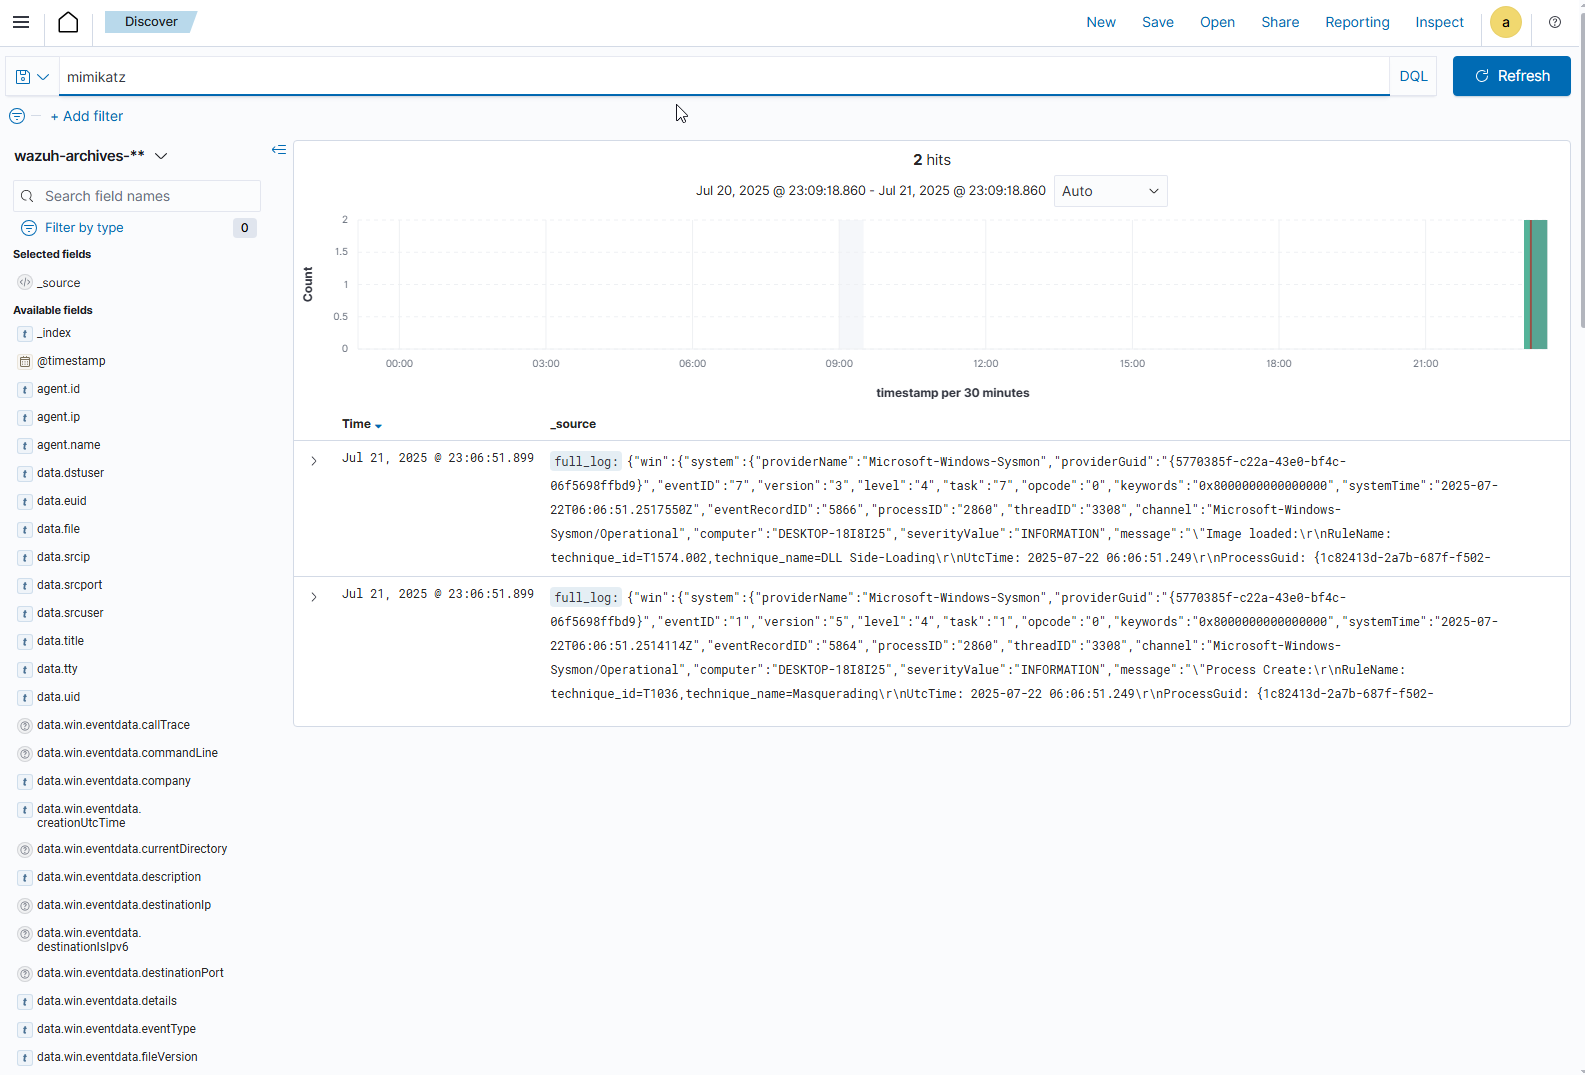 Discover
New Save Open Share Reporting Inspect a
mimikatz
DQL
Refresh
+ Add filter
wazuh-archives-**
Search field names
Filter by type 0
Selected fields
_source
Available fields
t _index
@timestamp
t agent.id
t agent.ip
t agent.name
t data.dstuser
t data.euid
t data.file
t data.srcip
t data.srcport
t data.srcuser
t data.title
t data.tty
t data.uid
? data.win.eventdata.callTrace
? data.win.eventdata.commandLine
t data.win.eventdata.company
t data.win.eventdata.
creationUtcTime
? data.win.eventdata.currentDirectory
t data.win.eventdata.description
? data.win.eventdata.destinationIp
? data.win.eventdata.
destinationIsIpv6
? data.win.eventdata.destinationPort
t data.win.eventdata.details
t data.win.eventdata.eventType
t data.win.eventdata.fileVersion
2 hits
Jul 20, 2025 @ 23:09:18.860 - Jul 21, 2025 @ 23:09:18.860 Auto
Count
2
1.5
1
0.5
0
00:00 03:00 06:00 09:00 12:00 15:00 18:00 21:00
timestamp per 30 minutes
Time _source
Jul 21, 2025 @ 23:06:51.899
full_log: {"win":{"system":{"providerName":"Microsoft-Windows-Sysmon","providerGuid":"{5770385f-c22a-43e0-bf4c-
06f5698ffbd9}","eventID":"7","version":"3","level":"4","task":"7","opcode":"0","keywords":"0x8000000000000000","systemTime":"2025-07-
22T06:06:51.2517550Z","eventRecordID":"5866","processID":"2860","threadID":"3308","channel":"Microsoft-Windows-
Sysmon/Operational","computer":"DESKTOP-18I8I25","severityValue":"INFORMATION","message":"\"Image loaded:\r\nRuleName:
technique_id=T1574.002,technique_name=DLL Side-Loading\r\nUtcTime: 2025-07-22 06:06:51.249\r\nProcessGuid: {1c82413d-2a7b-687f-f502-
Jul 21, 2025 @ 23:06:51.899
full_log: {"win":{"system":{"providerName":"Microsoft-Windows-Sysmon","providerGuid":"{5770385f-c22a-43e0-bf4c-
06f5698ffbd9}","eventID":"1","version":"5","level":"4","task":"1","opcode":"0","keywords":"0x8000000000000000","systemTime":"2025-07-
22T06:06:51.2514114Z","eventRecordID":"5864","processID":"2860","threadID":"3308","channel":"Microsoft-Windows-
Sysmon/Operational","computer":"DESKTOP-18I8I25","severityValue":"INFORMATION","message":"\"Process Create:\r\nRuleName:
technique_id=T1036,technique_name=Masquerading\r\nUtcTime: 2025-07-22 06:06:51.249\r\nProcessGuid: {1c82413d-2a7b-687f-f502-